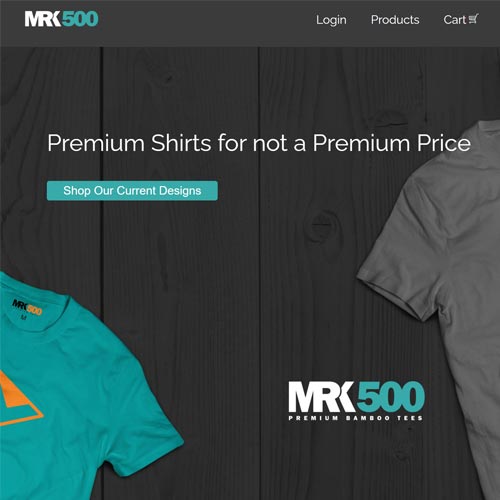 MRK500
Login Products Cart
Premium Shirts for not a Premium Price
Shop Our Current Designs
MRK500
M
MRK500
PREMIUM BAMBOO TEES